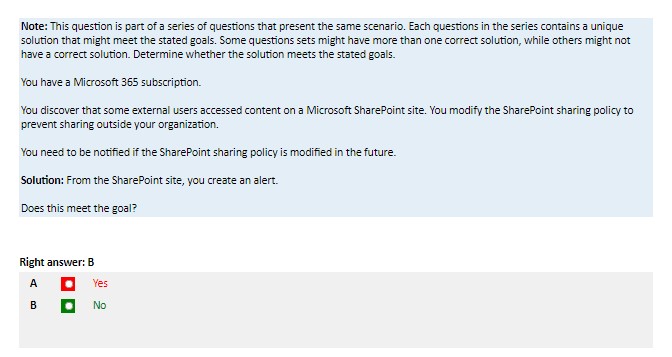 Note: This question is part of a series of questions that present the same scenario. Each questions in the series contains a unique
solution that might meet the stated goals. Some questions sets might have more than one correct solution, while others might not
have a correct solution. Determine whether the solution meets the stated goals.
You have a Microsoft 365 subscription.
You discover that some external users accessed content on a Microsoft SharePoint site. You modify the SharePoint sharing policy to
prevent sharing outside your organization.
You need to be notified if the SharePoint sharing policy is modified in the future.
Solution: From the SharePoint site, you create an alert.
Does this meet the goal?
Right answer: B
A Yes
B No